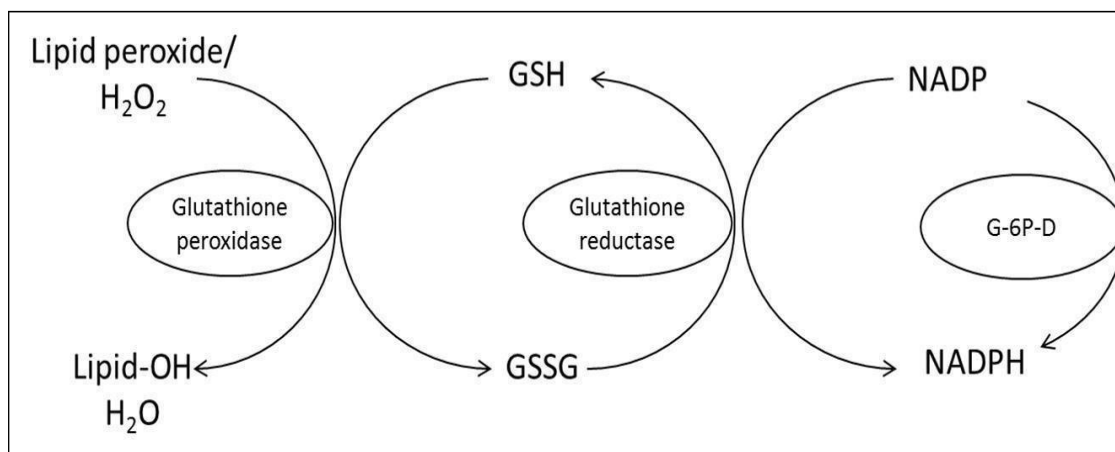 Lipid peroxide/
H₂O₂
GSH
NADP
Glutathione
peroxidase
Glutathione
reductase
G-6P-D
Lipid-OH
H₂O
GSSG
NADPH